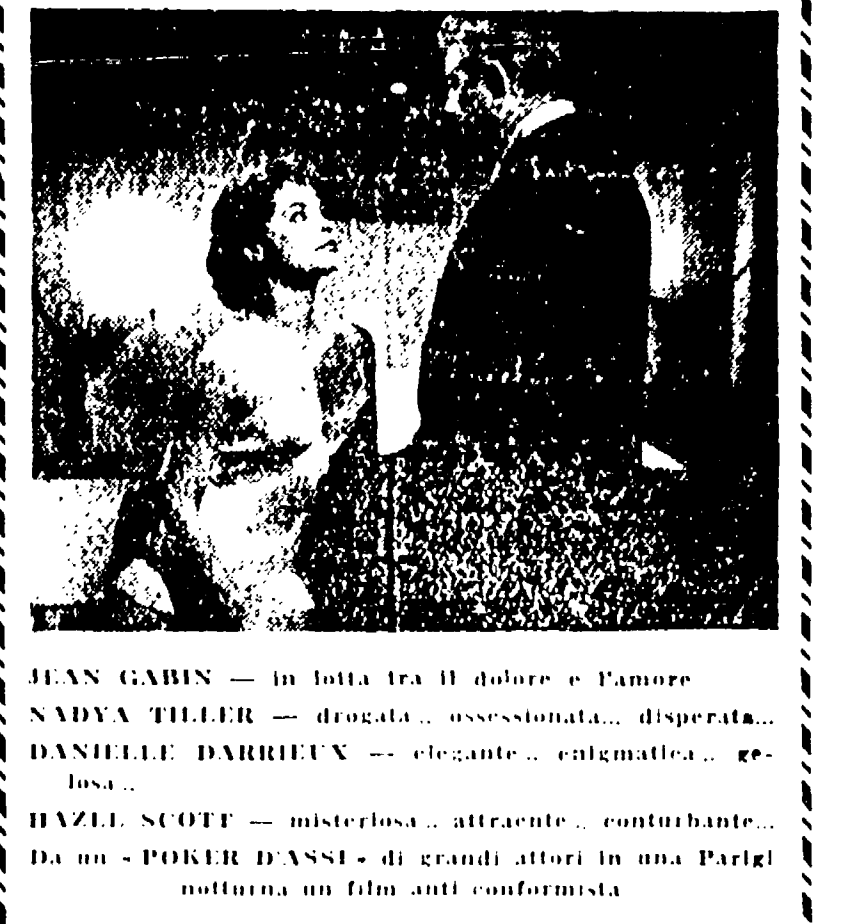 JEAN GABIN — in lotta tra il dolore e l'amore
NADYA TILLER — drogata.. ossessionata... disperata...
DANIELLE DARRIEUX — elegante.. enigmatica.. ge-
losa..
HAZEL SCOTT — misteriosa.. attraente.. conturbante...
Da un «POKER D'ASSI» di grandi attori in una Parigi
notturna un film anti conformista